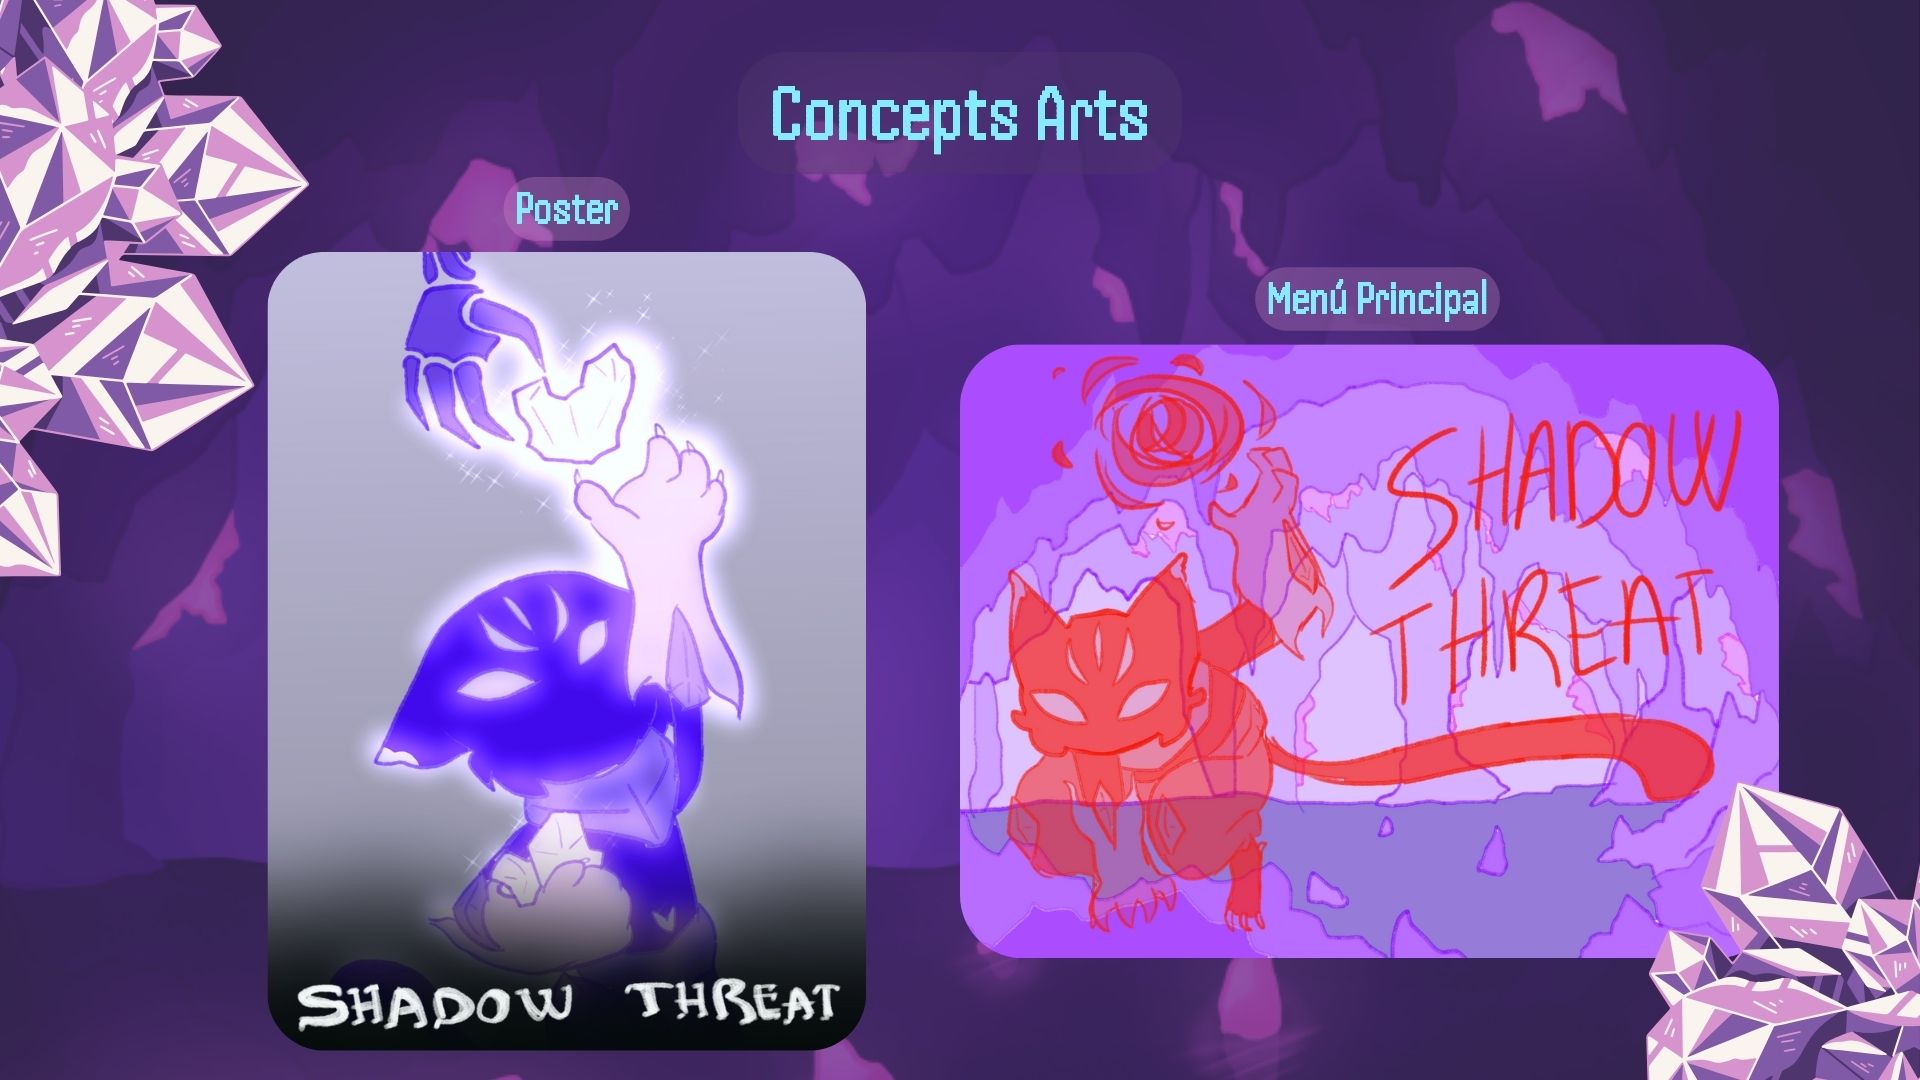 Concepts Arts
Poster
SHADOW THREAT
Menú Principal
SHADOW
THREAT